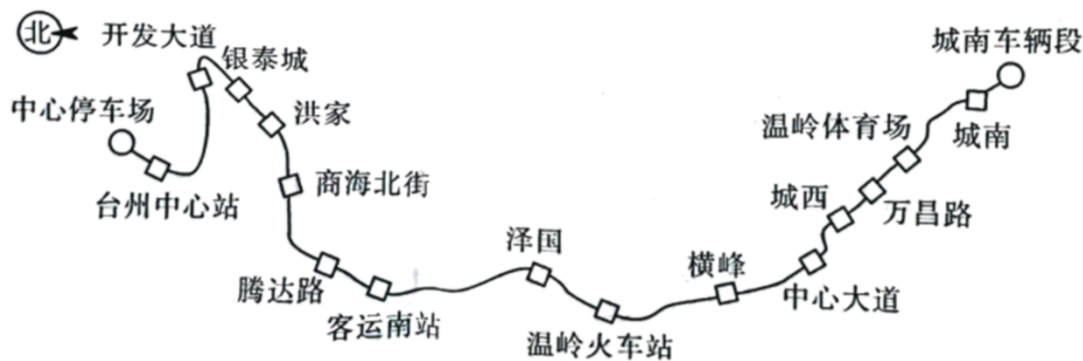 北
开发大道
银泰城
中心停车场
洪家
台州中心站
商海北街
腾达路
客运南站
泽国
温岭火车站
横峰
中心大道
城西
万昌路
温岭体育场
城南
城南车辆段